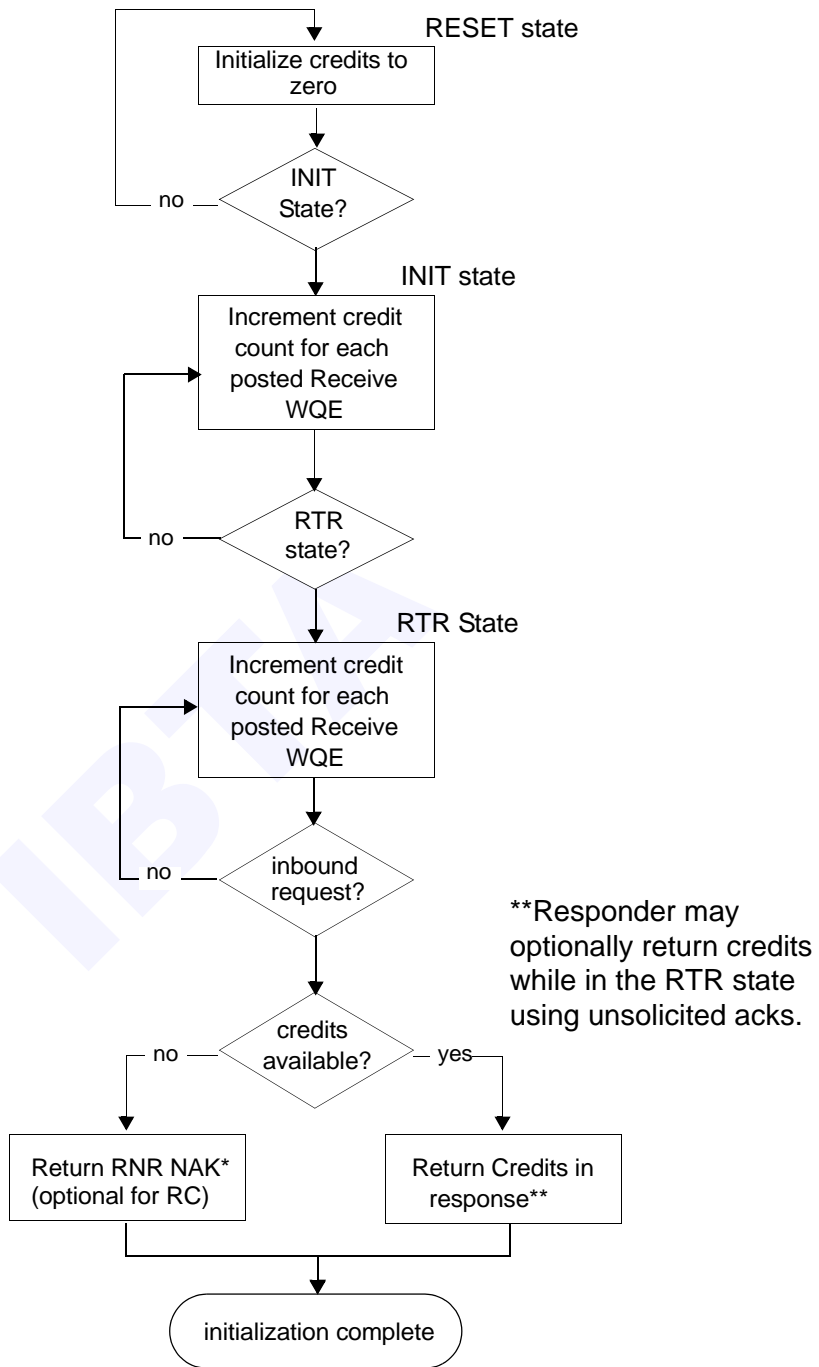 RESET state
Initialize credits to
zero
INIT
State?
no
INIT state
Increment credit
count for each
posted Receive
WQE
RTR
state?
no
RTR State
Increment credit
count for each
posted Receive
WQE
inbound
request?
no
**Responder may
optionally return credits
while in the RTR state
using unsolicited acks.
credits
available?
no
yes
Return RNR NAK*
(optional for RC)
Return Credits in
response**
initialization complete
IBTA